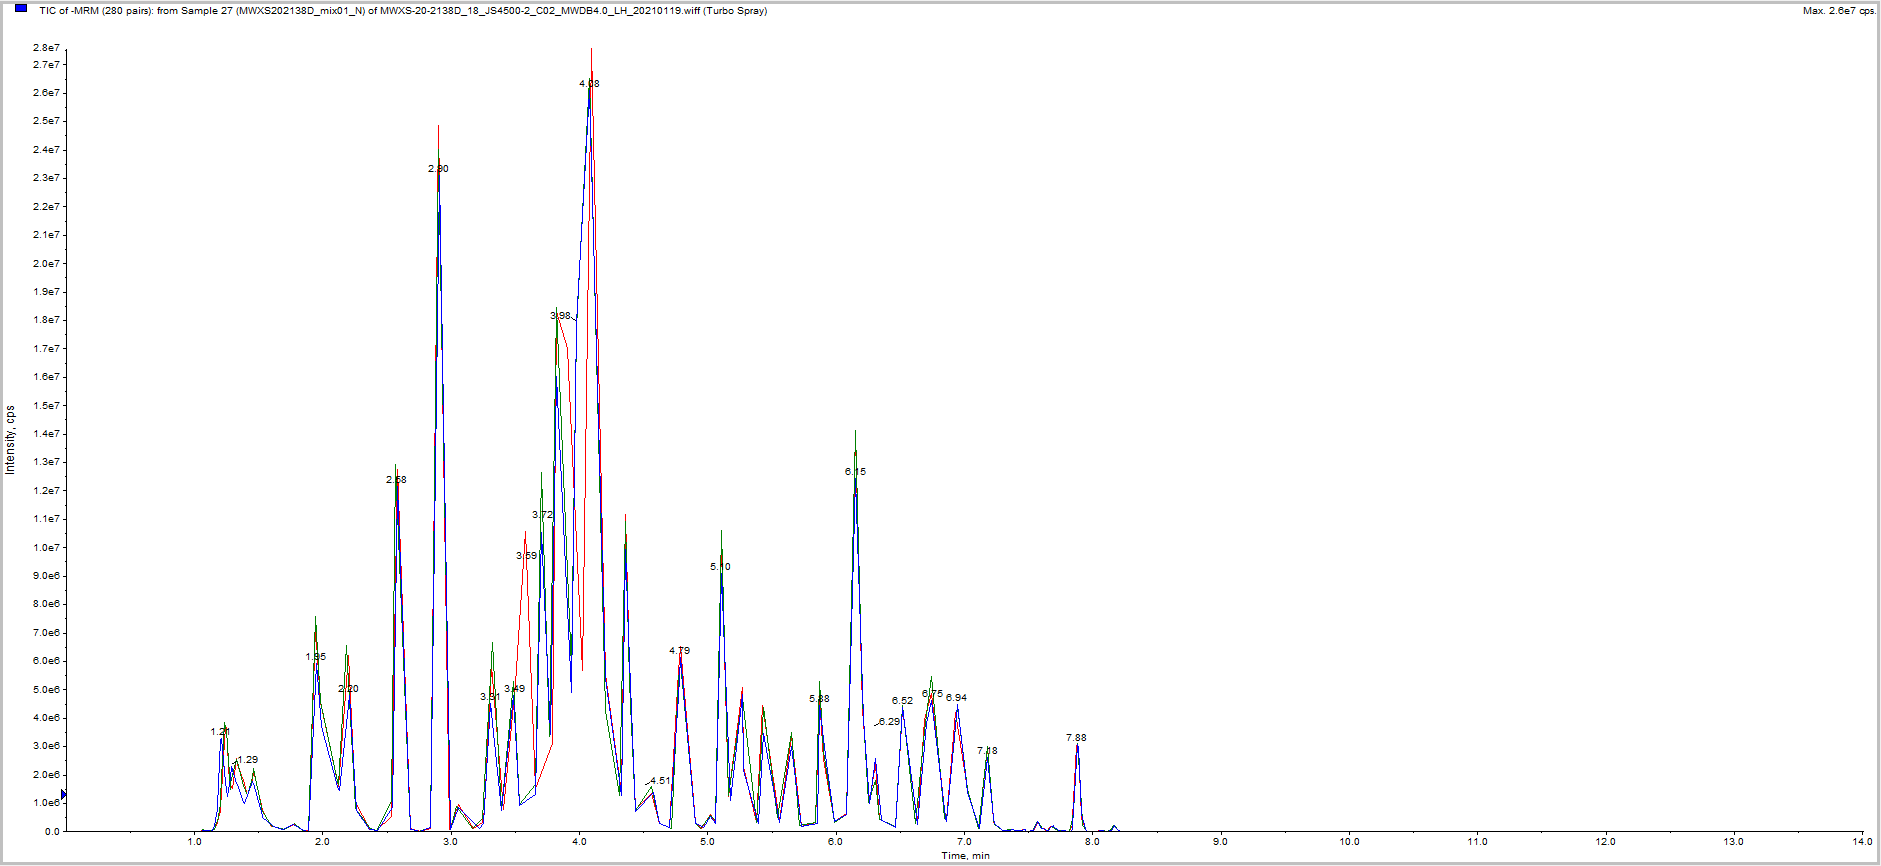 TIC of -MRM (280 pairs): from Sample 27 (MWXS202138D_mix01_N) of MWXS-20-2138D_18_JS4500-2_C02_MWDB4.0_LH_20210119.wiff (Turbo Spray)
Max. 2.6e7 cps.
2.8e7
2.7e7
2.6e7
2.5e7
2.4e7
2.3e7
2.2e7
2.1e7
2.0e7
1.9e7
1.8e7
1.7e7
1.6e7
1.5e7
1.4e7
1.3e7
1.2e7
1.1e7
1.0e7
9.0e6
8.0e6
7.0e6
6.0e6
5.0e6
4.0e6
3.0e6
2.0e6
1.0e6
0.0
Intensity, cps
1.21
1.29
1.95
2.20
2.58
2.90
3.31
3.49
3.59
3.72
3.98
4.08
4.51
4.79
5.10
5.88
6.15
6.29
6.52
6.75
6.94
7.18
7.88
1.0 2.0 3.0 4.0 5.0 6.0 7.0 8.0 9.0 10.0 11.0 12.0 13.0 14.0
Time, min